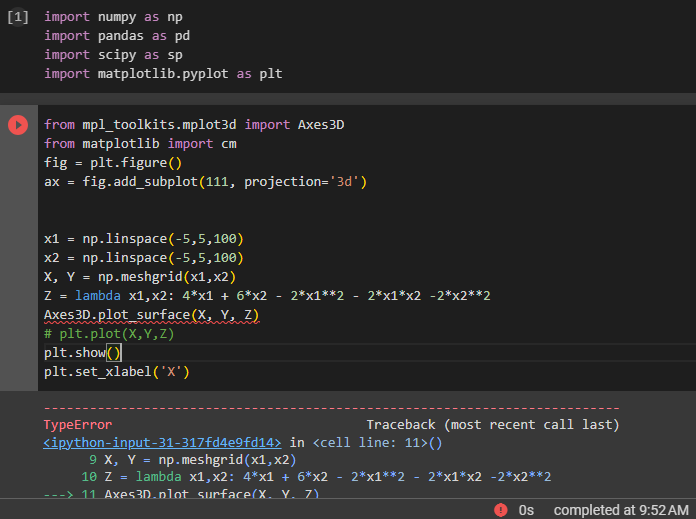 [1] import numpy as np
import pandas as pd
import scipy as sp
import matplotlib.pyplot as plt
from mpl_toolkits.mplot3d import Axes3D
from matplotlib import cm
fig = plt.figure()
ax = fig.add_subplot(111, projection='3d')
x1 = np.linspace(-5,5,100)
x2 = np.linspace(-5,5,100)
X, Y = np.meshgrid(x1,x2)
Z = lambda x1,x2: 4*x1 + 6*x2 - 2*x1**2 - 2*x1*x2 -2*x2**2
Axes3D.plot_surface(X, Y, Z)
# plt.plot(X,Y,Z)
plt.show()
plt.set_xlabel('X')
---------------------------------------------------------------------------
TypeError Traceback (most recent call last)
<ipython-input-31-317fd4e9fd14> in <cell line: 11>()
9 X, Y = np.meshgrid(x1,x2)
10 Z = lambda x1,x2: 4*x1 + 6*x2 - 2*x1**2 - 2*x1*x2 -2*x2**2
---> 11 Axes3D.plot_surface(X, Y, Z)
0s completed at 9:52 AM